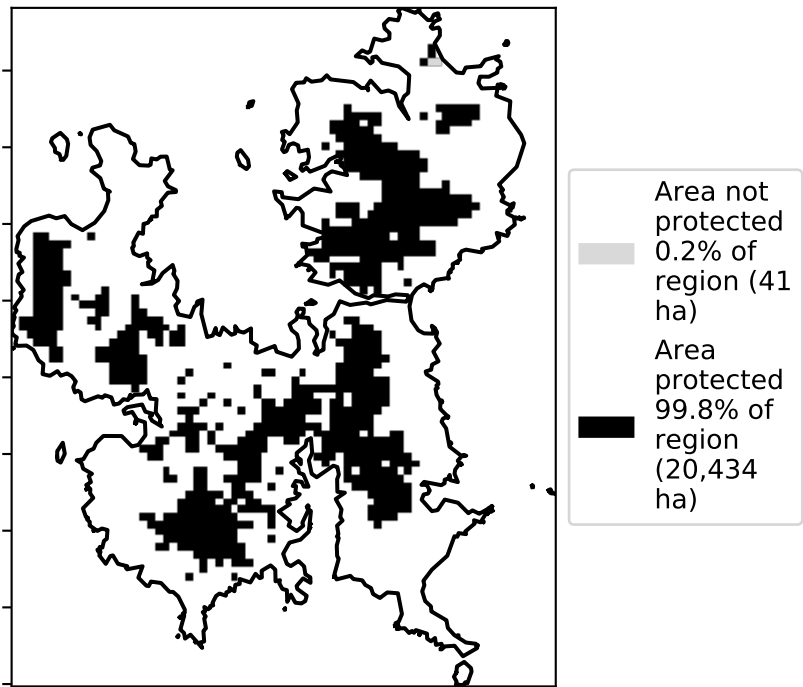 Area not
protected
0.2% of
region (41
ha)
Area
protected
99.8% of
region
(20,434
ha)